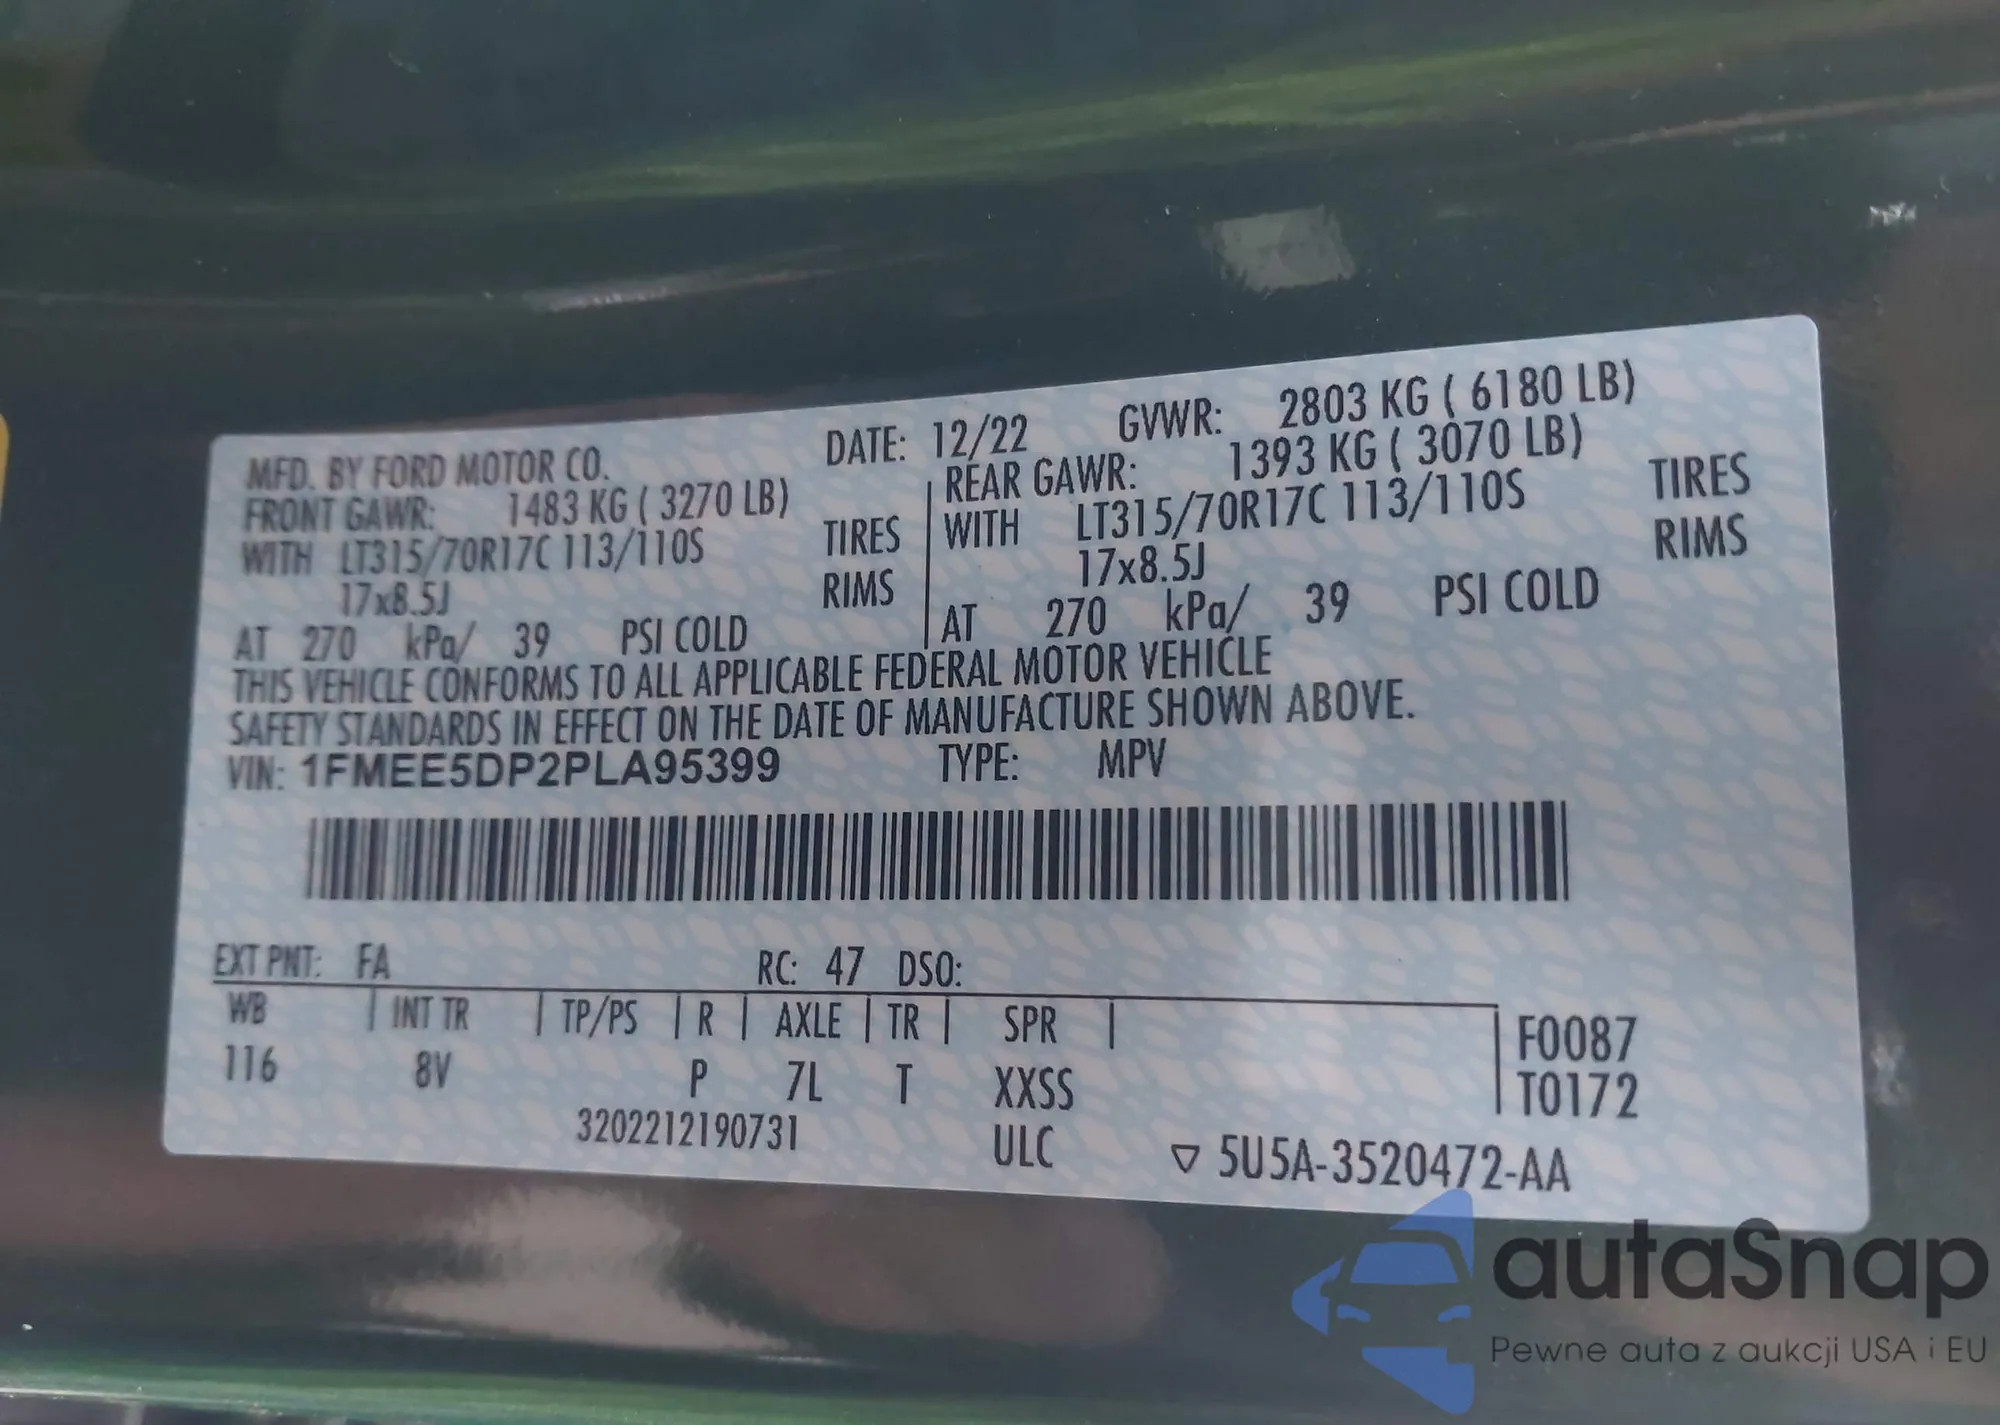 MFD. BY FORD MOTOR CO. DATE: 12/22 GVWR: 2803 KG ( 6180 LB)
FRONT GAWR: 1483 KG ( 3270 LB) REAR GAWR: 1393 KG ( 3070 LB)
WITH LT315/70R17C 113/110S TIRES WITH LT315/70R17C 113/110S TIRES
17x8.5J RIMS 17x8.5J RIMS
AT 270 kPa/ 39 PSI COLD AT 270 kPa/ 39 PSI COLD
THIS VEHICLE CONFORMS TO ALL APPLICABLE FEDERAL MOTOR VEHICLE
SAFETY STANDARDS IN EFFECT ON THE DATE OF MANUFACTURE SHOWN ABOVE.
VIN: 1FMEE5DP2PLA95399 TYPE: MPV
EXT PNT: FA RC: 47 DSO:
WB | INT TR | TP/PS | R | AXLE | TR | SPR | F0087
116 8V P 7L T XXSS T0172
3202212190731 ULC ▽ 5U5A-3520472-AA
autaSnap
Pewne auta z aukcji USA i EU